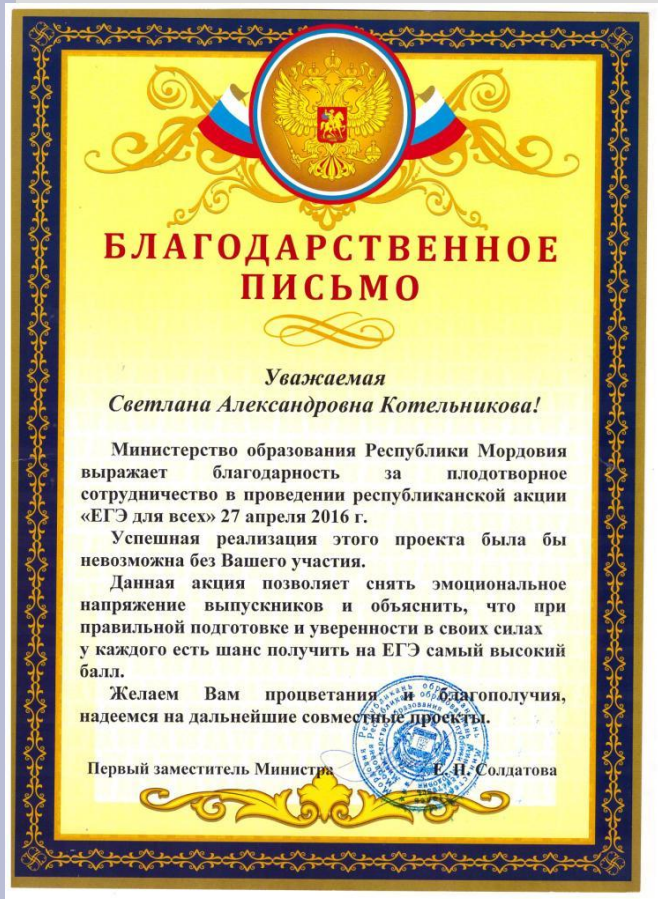 БЛАГОДАРСТВЕННОЕ
ПИСЬМО
Уважаемая
Светлана Александровна Котельникова!
Министерство образования Республики Мордовия
выражает благодарность за плодотворное
сотрудничество в проведении республиканской акции
«ЕГЭ для всех» 27 апреля 2016 г.
Успешная реализация этого проекта была бы
невозможна без Вашего участия.
Данная акция позволяет снять эмоциональное
напряжение выпускников и объяснить, что при
правильной подготовке и уверенности в своих силах
у каждого есть шанс получить на ЕГЭ самый высокий
балл.
Желаем Вам процветания и благополучия,
надеемся на дальнейшие совместные проекты.
Первый заместитель Министра Е. П. Солдатова